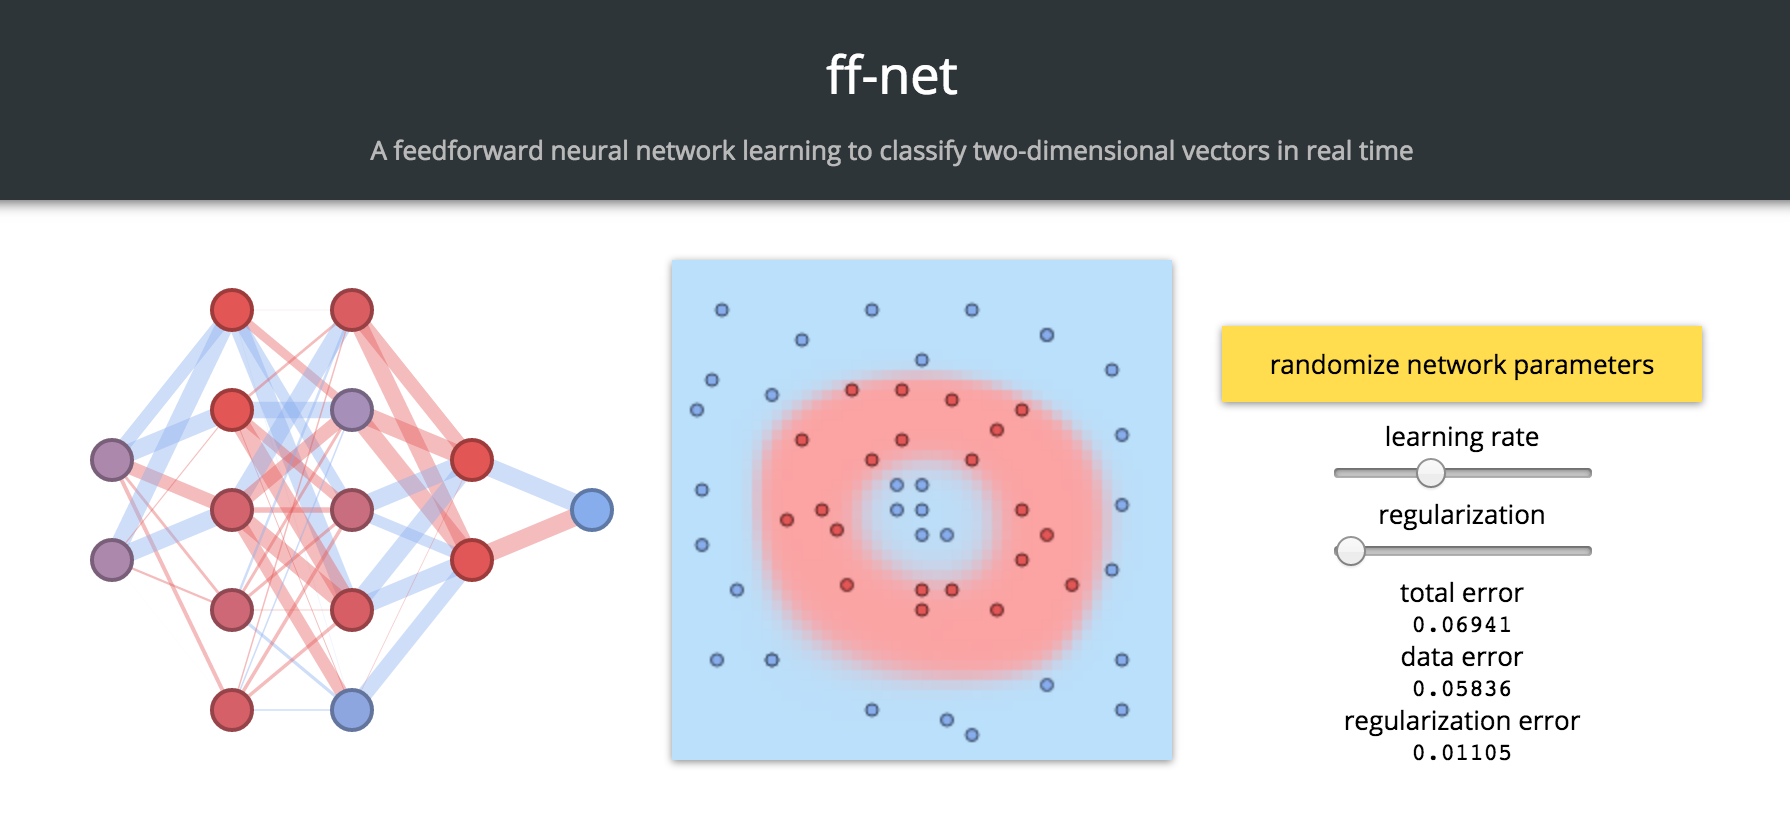 ff-net
A feedforward neural network learning to classify two-dimensional vectors in real time
randomize network parameters
learning rate
regularization
total error
0.06941
data error
0.05836
regularization error
0.01105